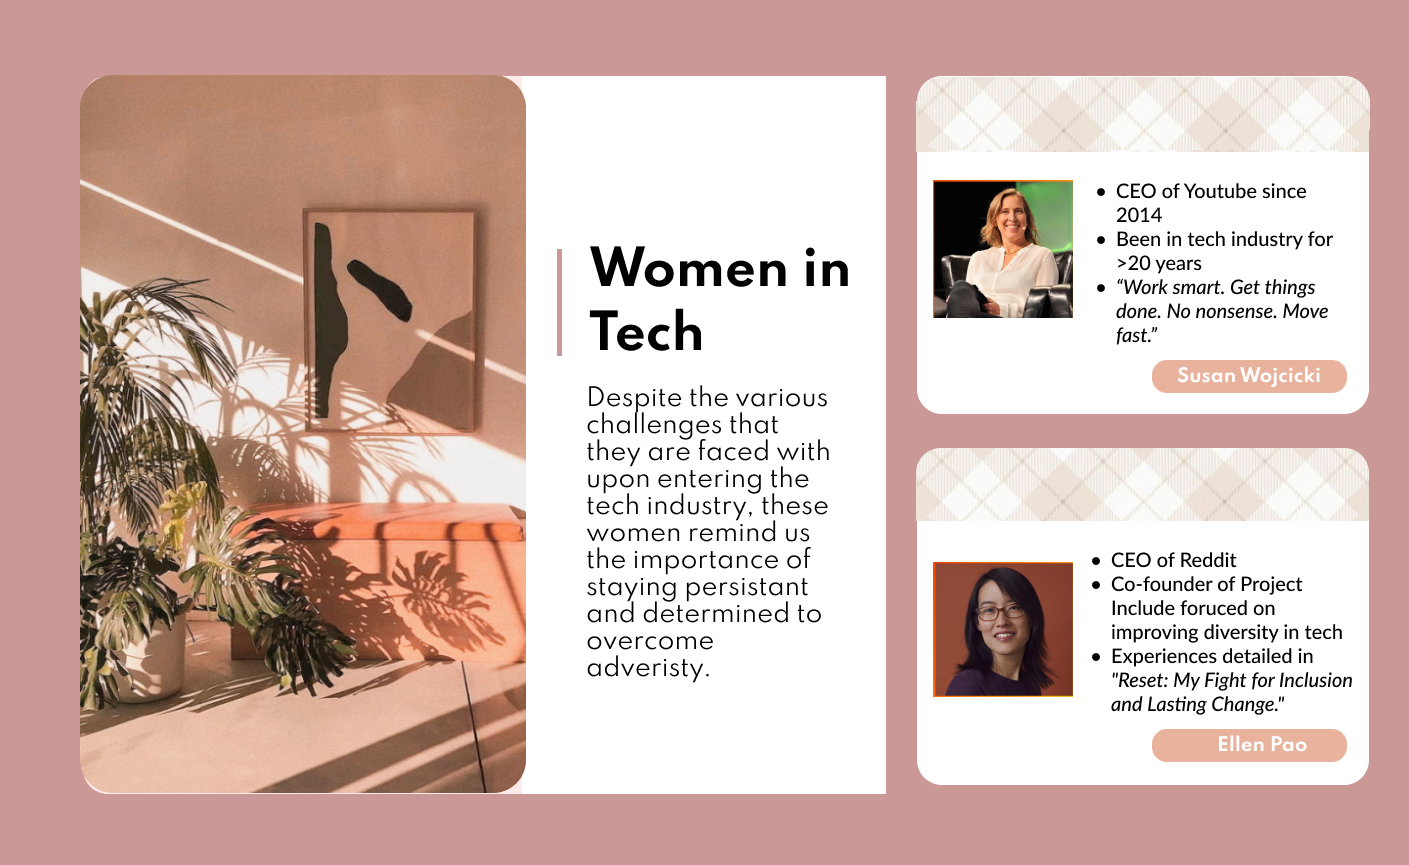 Women in
Tech
Despite the various
challenges that
they are faced with
upon entering the
tech industry, these
women remind us
the importance of
staying persistant
and determined to
overcome
adveristy.
• CEO of Youtube since
2014
• Been in tech industry for
>20 years
• “Work smart. Get things
done. No nonsense. Move
fast.”
Susan Wojcicki
• CEO of Reddit
• Co-founder of Project
Include foruced on
improving diversity in tech
• Experiences detailed in
"Reset: My Fight for Inclusion
and Lasting Change."
Ellen Pao